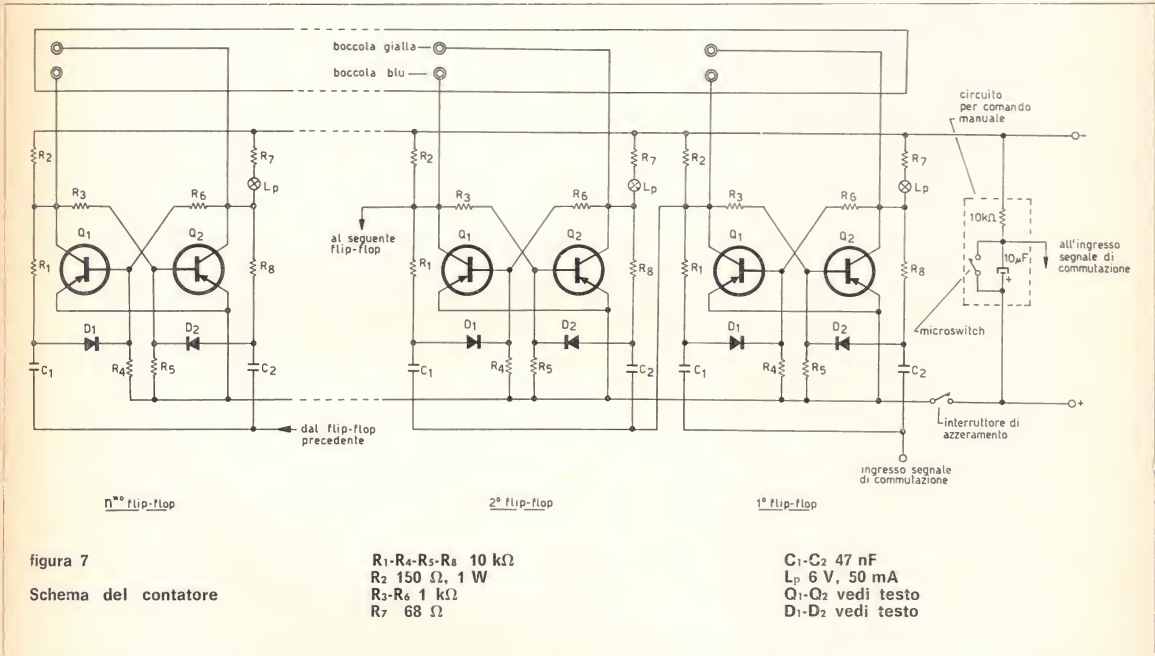 boccola gialla
boccola blu
circuito
per comando
manuale
−
R2
R7
Lp
R3
R6
Q1
Q2
R1
R8
D1
D2
C1
R4
R5
C2
dal flip-flop
precedente
nmo flip-flop
al seguente
flip-flop
R2
R7
Lp
R3
R6
Q1
Q2
R1
R8
D1
D2
C1
R4
R5
C2
2° flip-flop
R2
R7
Lp
R3
R6
Q1
Q2
R1
R8
D1
D2
C1
R4
R5
C2
1° flip-flop
10kΩ
10µF
+
all'ingresso
segnale di
commutazione
microswitch
+
interruttore di
azzeramento
ingresso segnale
di commutazione
figura 7
Schema del contatore
R1-R4-R5-R8 10 kΩ
R2 150 Ω, 1 W
R3-R6 1 kΩ
R7 68 Ω
C1-C2 47 nF
Lp 6 V, 50 mA
Q1-Q2 vedi testo
D1-D2 vedi testo